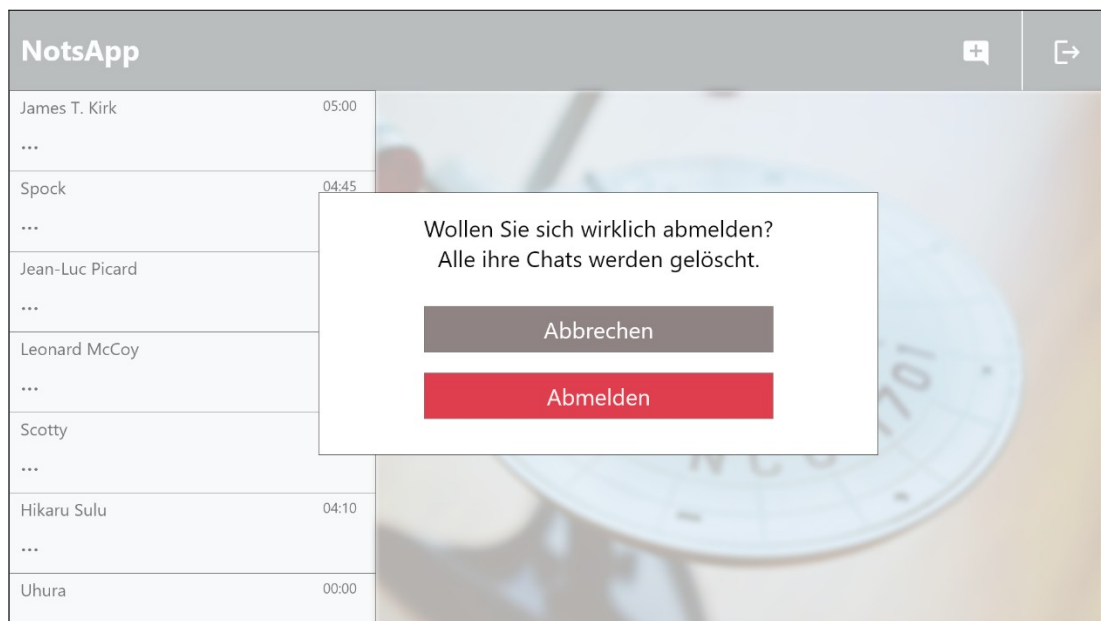 NotsApp
James T. Kirk 05:00
...
Spock 04:45
...
Jean-Luc Picard
...
Leonard McCoy
...
Scotty
...
Hikaru Sulu 04:10
...
Uhura 00:00
Wollen Sie sich wirklich abmelden?
Alle ihre Chats werden gelöscht.
Abbrechen
Abmelden
1701